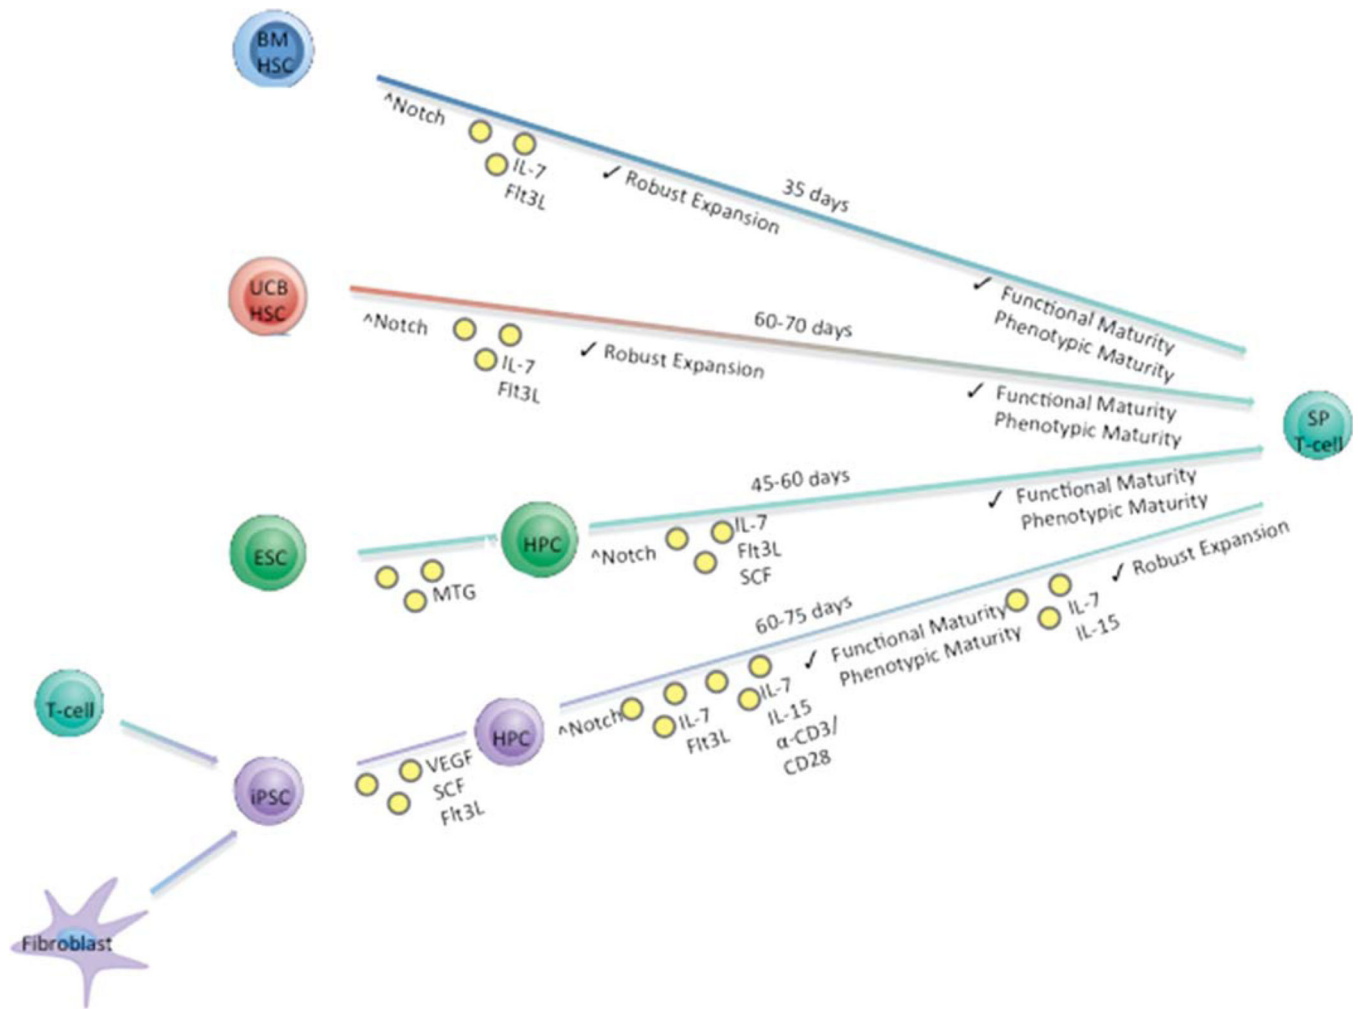 BM
HSC
^Notch
IL-7
Flt3L
✓ Robust Expansion
35 days
✓ Functional Maturity
Phenotypic Maturity
UCB
HSC
^Notch
IL-7
Flt3L
✓ Robust Expansion
60-70 days
✓ Functional Maturity
Phenotypic Maturity
SP
T-cell
ESC
MTG
HPC
^Notch
IL-7
Flt3L
SCF
45-60 days
✓ Functional Maturity
Phenotypic Maturity
T-cell
iPSC
Fibroblast
VEGF
SCF
Flt3L
HPC
^Notch
IL-7
Flt3L
IL-7
IL-15
α-CD3/
CD28
60-75 days
✓ Functional Maturity
Phenotypic Maturity
IL-7
IL-15
✓ Robust Expansion